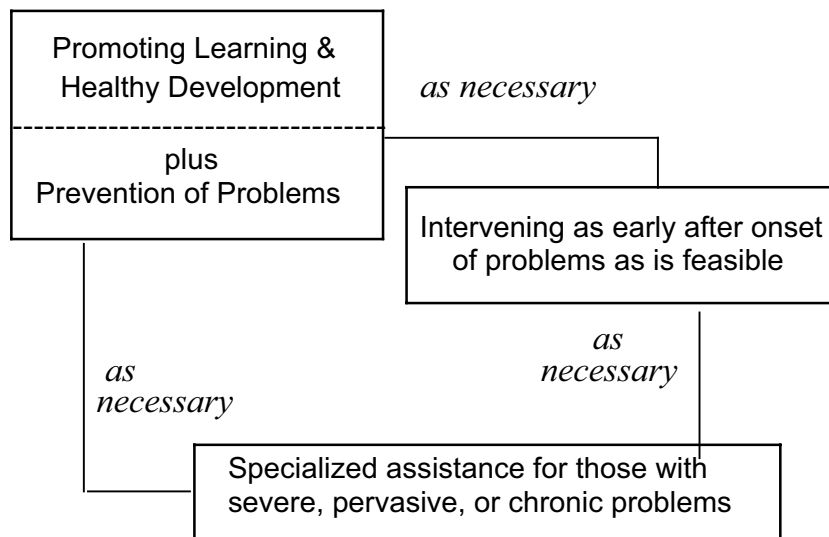 Promoting Learning &
Healthy Development
as necessary
plus
Prevention of Problems
Intervening as early after onset
of problems as is feasible
as
necessary
as
necessary
Specialized assistance for those with
severe, pervasive, or chronic problems